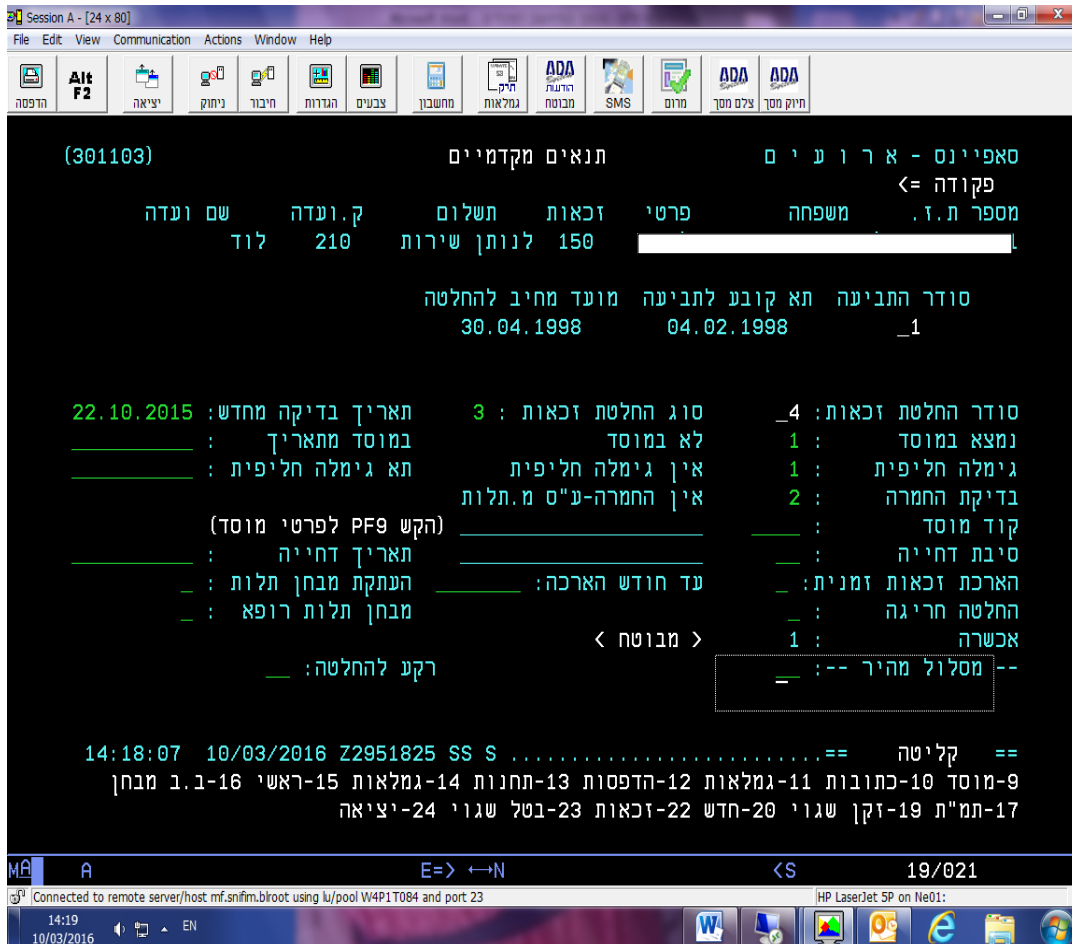 Session A - [24 x 80]
File Edit View Communication Actions Window Help
הדפסה Alt F2 יציאה ניתוק חיבור הגדרות צבעים מחשבון תיק גמלאות ADA הודעות מבוטח SMS מרום ADA צלם מסך ADA תיוק מסך
סאפיינס - א ר ו ע י ם תנאים מקדמיים (301103)
פקודה =>
מספר ת.ז. משפחה פרטי זכאות תשלום ק.ועדה שם ועדה
150 לנותן שירות 210 לוד
סודר התביעה תא קובע לתביעה מועד מחיב להחלטה
_1 04.02.1998 30.04.1998
סודר החלטת זכאות: _4 סוג החלטת זכאות : 3 תאריך בדיקה מחדש: 22.10.2015
נמצא במוסד : 1 לא במוסד במוסד מתאריך :
גימלה חליפית : 1 אין גימלה חליפית תא גימלה חליפית :
בדיקת החמרה : 2 אין החמרה-ע"ס מ.תלות
קוד מוסד : (הקש PF9 לפרטי מוסד)
סיבת דחייה : תאריך דחייה :
הארכת זכאות זמנית: _ עד חודש הארכה: העתקת מבחן תלות : _
החלטה חריגה : _ מבחן תלות רופא : _
אכשרה : 1 < מבוטח >
-- מסלול מהיר --: __ רקע להחלטה: __
== קליטה ==.......................... 14:18:07 10/03/2016 Z2951825 SS S
9-מוסד 10-כתובות 11-גמלאות 12-הדפסות 13-תחנות 14-גמלאות 15-ראשי 16-ב.ב מבחן
17-תמ"ת 19-זקן שגוי 20-חדש 22-זכאות 23-בטל שגוי 24-יציאה
MA A E=> ←→N <S 19/021
Connected to remote server/host mf.snifim.blroot using lu/pool W4P1T084 and port 23 HP LaserJet 5P on Ne01:
14:19 EN
10/03/2016